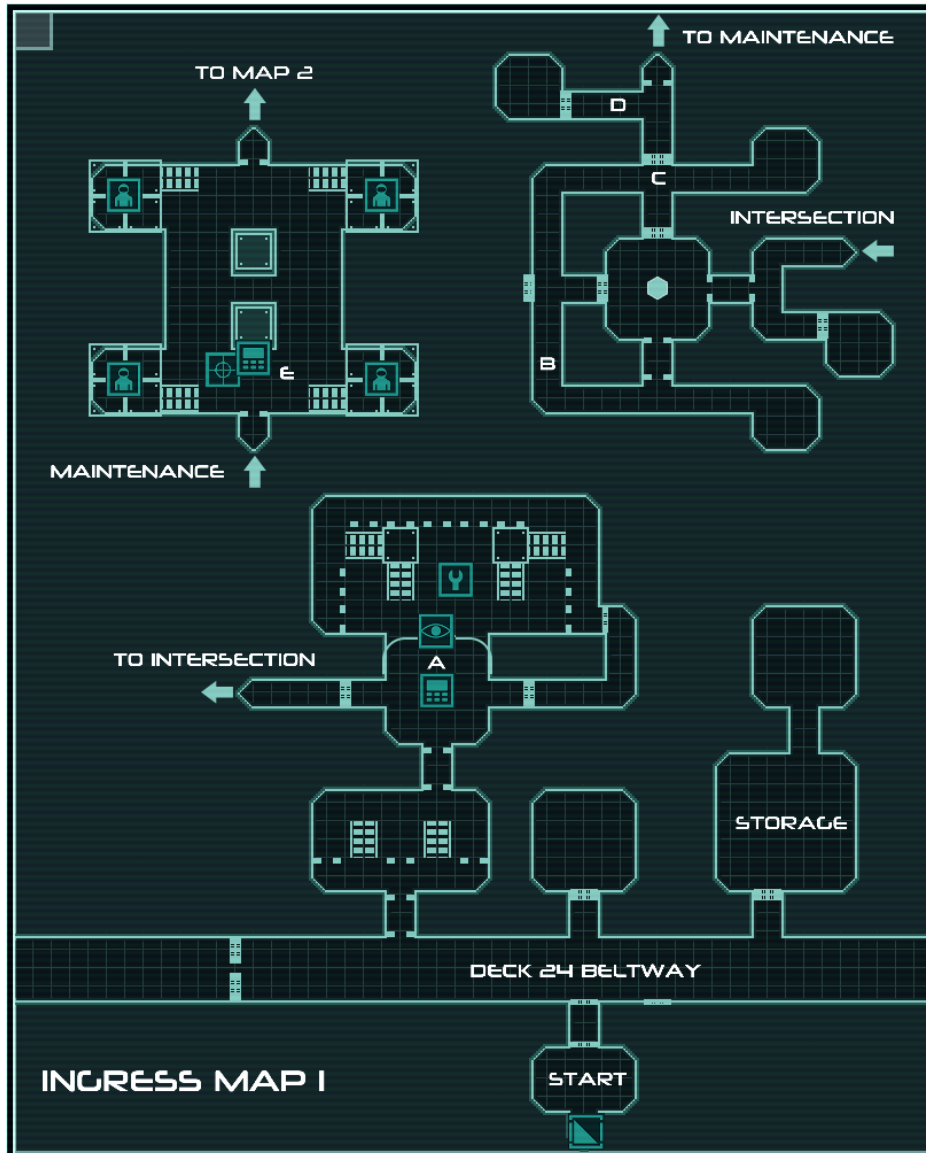 TO MAINTENANCE
TO MAP 2
D
C
INTERSECTION
B
E
MAINTENANCE
TO INTERSECTION
A
STORAGE
DECK 24 BELTWAY
START
INGRESS MAP 1